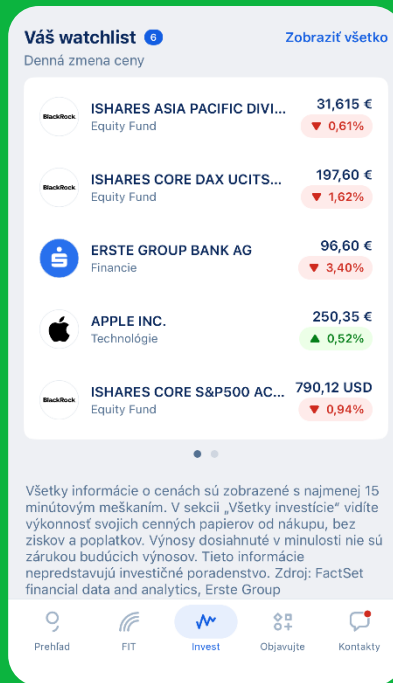 Váš watchlist 6
Zobraziť všetko
Denná zmena ceny
BlackRock
ISHARES ASIA PACIFIC DIVI...
31,615 €
Equity Fund
▼ 0,61%
BlackRock
ISHARES CORE DAX UCITS...
197,60 €
Equity Fund
▼ 1,62%
ERSTE GROUP BANK AG
96,60 €
Financie
▼ 3,40%
APPLE INC.
250,35 €
Technológie
▲ 0,52%
BlackRock
ISHARES CORE S&P500 AC...
790,12 USD
Equity Fund
▼ 0,94%
Všetky informácie o cenách sú zobrazené s najmenej 15
minútovým meškaním. V sekcii „Všetky investície“ vidíte
výkonnosť svojich cenných papierov od nákupu, bez
ziskov a poplatkov. Výnosy dosiahnuté v minulosti nie sú
zárukou budúcich výnosov. Tieto informácie
nepredstavujú investičné poradenstvo. Zdroj: FactSet
financial data and analytics, Erste Group
Prehľad
FIT
Invest
Objavujte
Kontakty